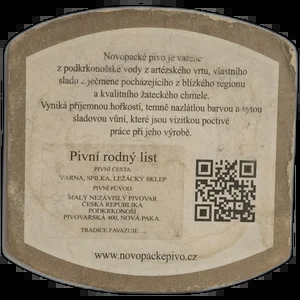 Novopacké pivo je vařené
z podkrkonošské vody z artézského vrtu, vlastního
sladu z ječmene pocházejícího z blízkého regionu
a kvalitního žateckého chmele.
Vyniká příjemnou hořkostí, temně nazlátlou barvou a sytou
sladovou vůní, které jsou vizitkou poctivé
práce při jeho výrobě.
Pivní rodný list
PIVNÍ CESTA:
VARNA, SPILKA, LEŽÁCKÝ SKLEP
PIVNÍ PŮVOD:
MALÝ NEZÁVISLÝ PIVOVAR
ČESKÁ REPUBLIKA
PODKRKONOŠÍ
PIVOVARSKÁ 400, NOVÁ PAKA
TRADICE ZAVAZUJE...
www.novopackepivo.cz